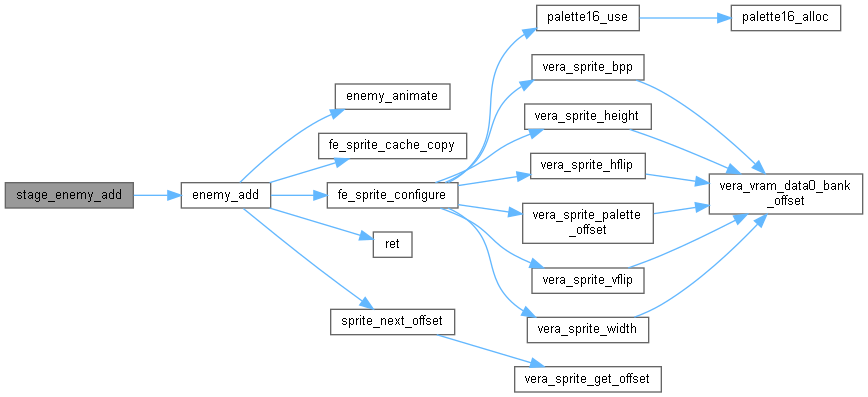 stage_enemy_add
enemy_add
enemy_animate
fe_sprite_cache_copy
fe_sprite_configure
ret
sprite_next_offset
palette16_use
vera_sprite_bpp
vera_sprite_height
vera_sprite_hflip
vera_sprite_palette
_offset
vera_sprite_vflip
vera_sprite_width
vera_sprite_get_offset
palette16_alloc
vera_vram_data0_bank
_offset